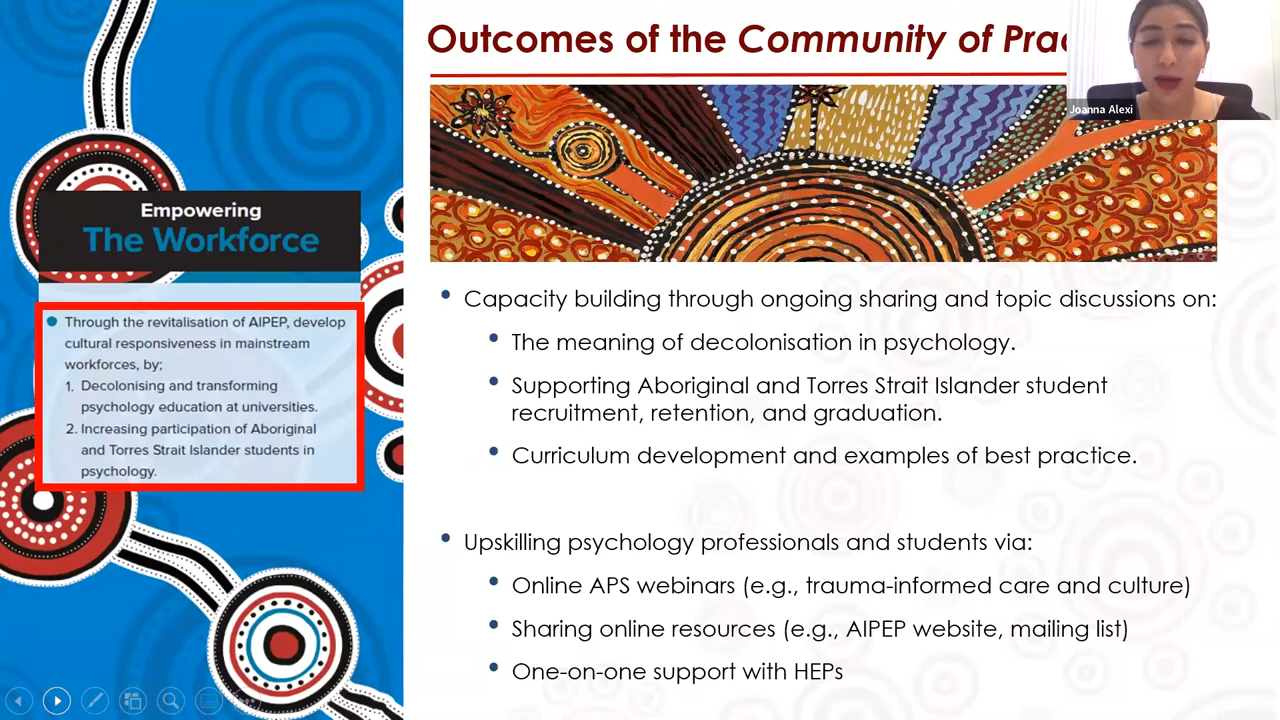 Outcomes of the Community of Prac
Joanna Alexi
Empowering
The Workforce
Through the revitalisation of AIPEP, develop
cultural responsiveness in mainstream
workforces, by;
1. Decolonising and transforming
psychology education at universities.
2. Increasing participation of Aboriginal
and Torres Strait Islander students in
psychology.
• Capacity building through ongoing sharing and topic discussions on:
• The meaning of decolonisation in psychology.
• Supporting Aboriginal and Torres Strait Islander student
recruitment, retention, and graduation.
• Curriculum development and examples of best practice.
• Upskilling psychology professionals and students via:
• Online APS webinars (e.g., trauma-informed care and culture)
• Sharing online resources (e.g., AIPEP website, mailing list)
• One-on-one support with HEPs